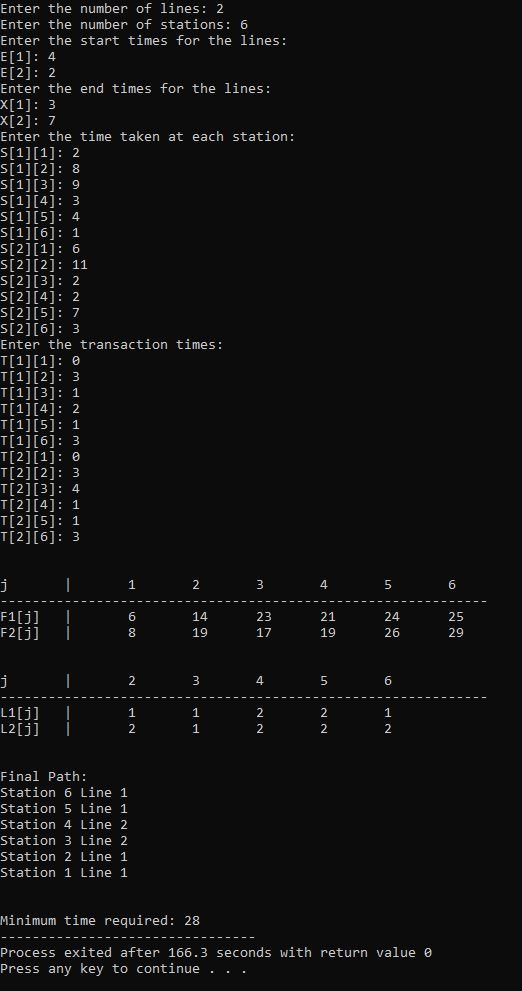 Enter the number of lines: 2
Enter the number of stations: 6
Enter the start times for the lines:
E[1]: 4
E[2]: 2
Enter the end times for the lines:
X[1]: 3
X[2]: 7
Enter the time taken at each station:
S[1][1]: 2
S[1][2]: 8
S[1][3]: 9
S[1][4]: 3
S[1][5]: 4
S[1][6]: 1
S[2][1]: 6
S[2][2]: 11
S[2][3]: 2
S[2][4]: 2
S[2][5]: 7
S[2][6]: 3
Enter the transaction times:
T[1][1]: 0
T[1][2]: 3
T[1][3]: 1
T[1][4]: 2
T[1][5]: 1
T[1][6]: 3
T[2][1]: 0
T[2][2]: 3
T[2][3]: 4
T[2][4]: 1
T[2][5]: 1
T[2][6]: 3
j       |       1       2       3       4       5       6
-------------------------------------------------------------
F1[j]   |       6       14      23      21      24      25
F2[j]   |       8       19      17      19      26      29
j       |       2       3       4       5       6
-------------------------------------------------------------
L1[j]   |       1       1       2       2       1
L2[j]   |       2       1       2       2       2
Final Path:
Station 6 Line 1
Station 5 Line 1
Station 4 Line 2
Station 3 Line 2
Station 2 Line 1
Station 1 Line 1
Minimum time required: 28
--------------------------------
Process exited after 166.3 seconds with return value 0
Press any key to continue . . .